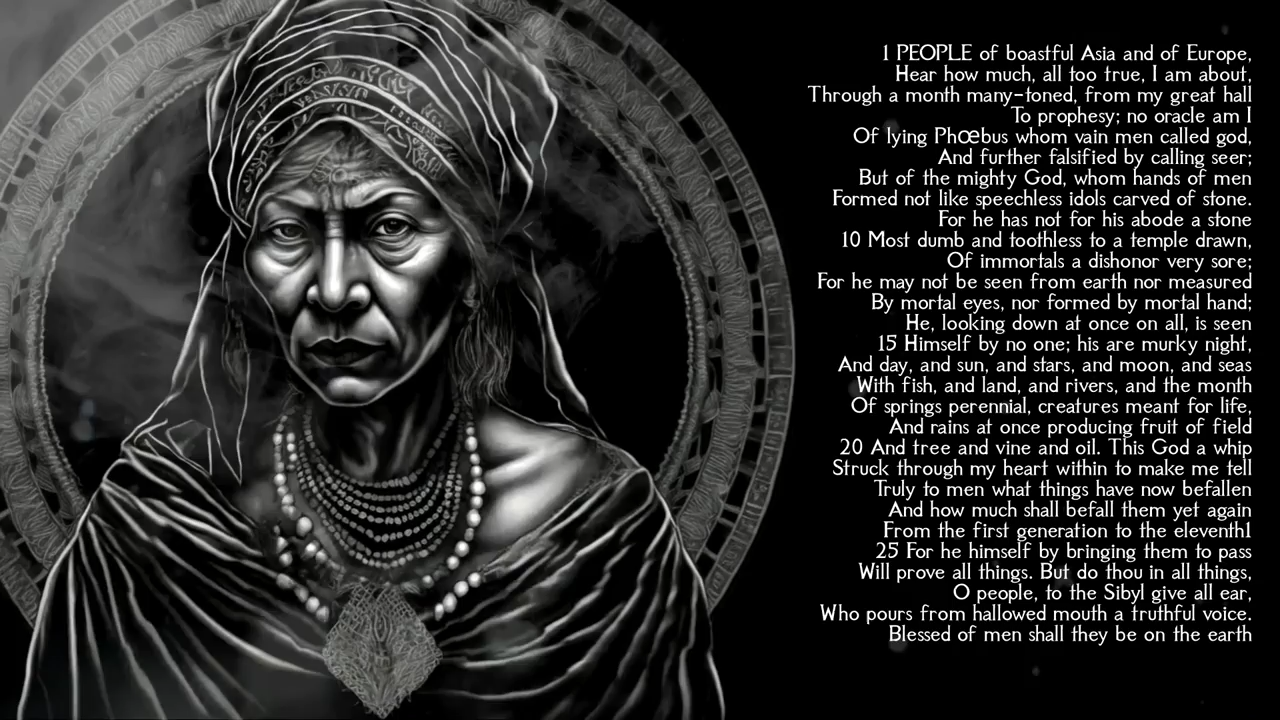 1 PEOPLE of boastful Asia and of Europe,
Hear how much, all too true, I am about,
Through a month many-toned, from my great hall
To prophesy; no oracle am I
Of lying Phœbus whom vain men called god,
And further falsified by calling seer;
But of the mighty God, whom hands of men
Formed not like speechless idols carved of stone.
For he has not for his abode a stone
10 Most dumb and toothless to a temple drawn,
Of immortals a dishonor very sore;
For he may not be seen from earth nor measured
By mortal eyes, nor formed by mortal hand;
He, looking down at once on all, is seen
15 Himself by no one; his are murky night,
And day, and sun, and stars, and moon, and seas
With fish, and land, and rivers, and the month
Of springs perennial, creatures meant for life,
And rains at once producing fruit of field
20 And tree and vine and oil. This God a whip
Struck through my heart within to make me tell
Truly to men what things have now befallen
And how much shall befall them yet again
From the first generation to the eleventh1
25 For he himself by bringing them to pass
Will prove all things. But do thou in all things,
O people, to the Sibyl give all ear,
Who pours from hallowed mouth a truthful voice.
Blessed of men shall they be on the earth